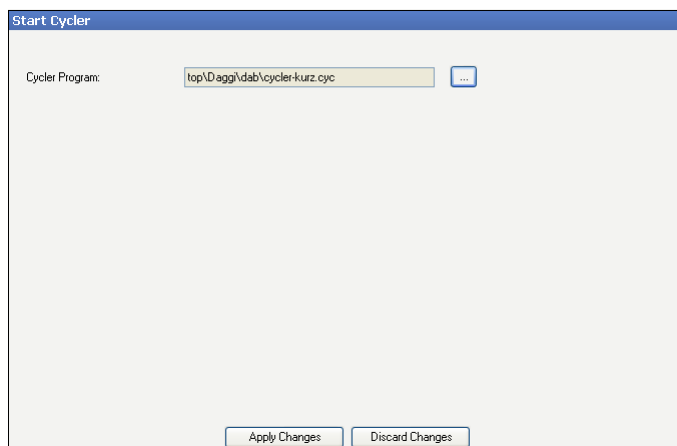 Start Cycler
Cycler Program: top\Daggi\dab\cycler-kurz.cyc ...
Apply Changes Discard Changes